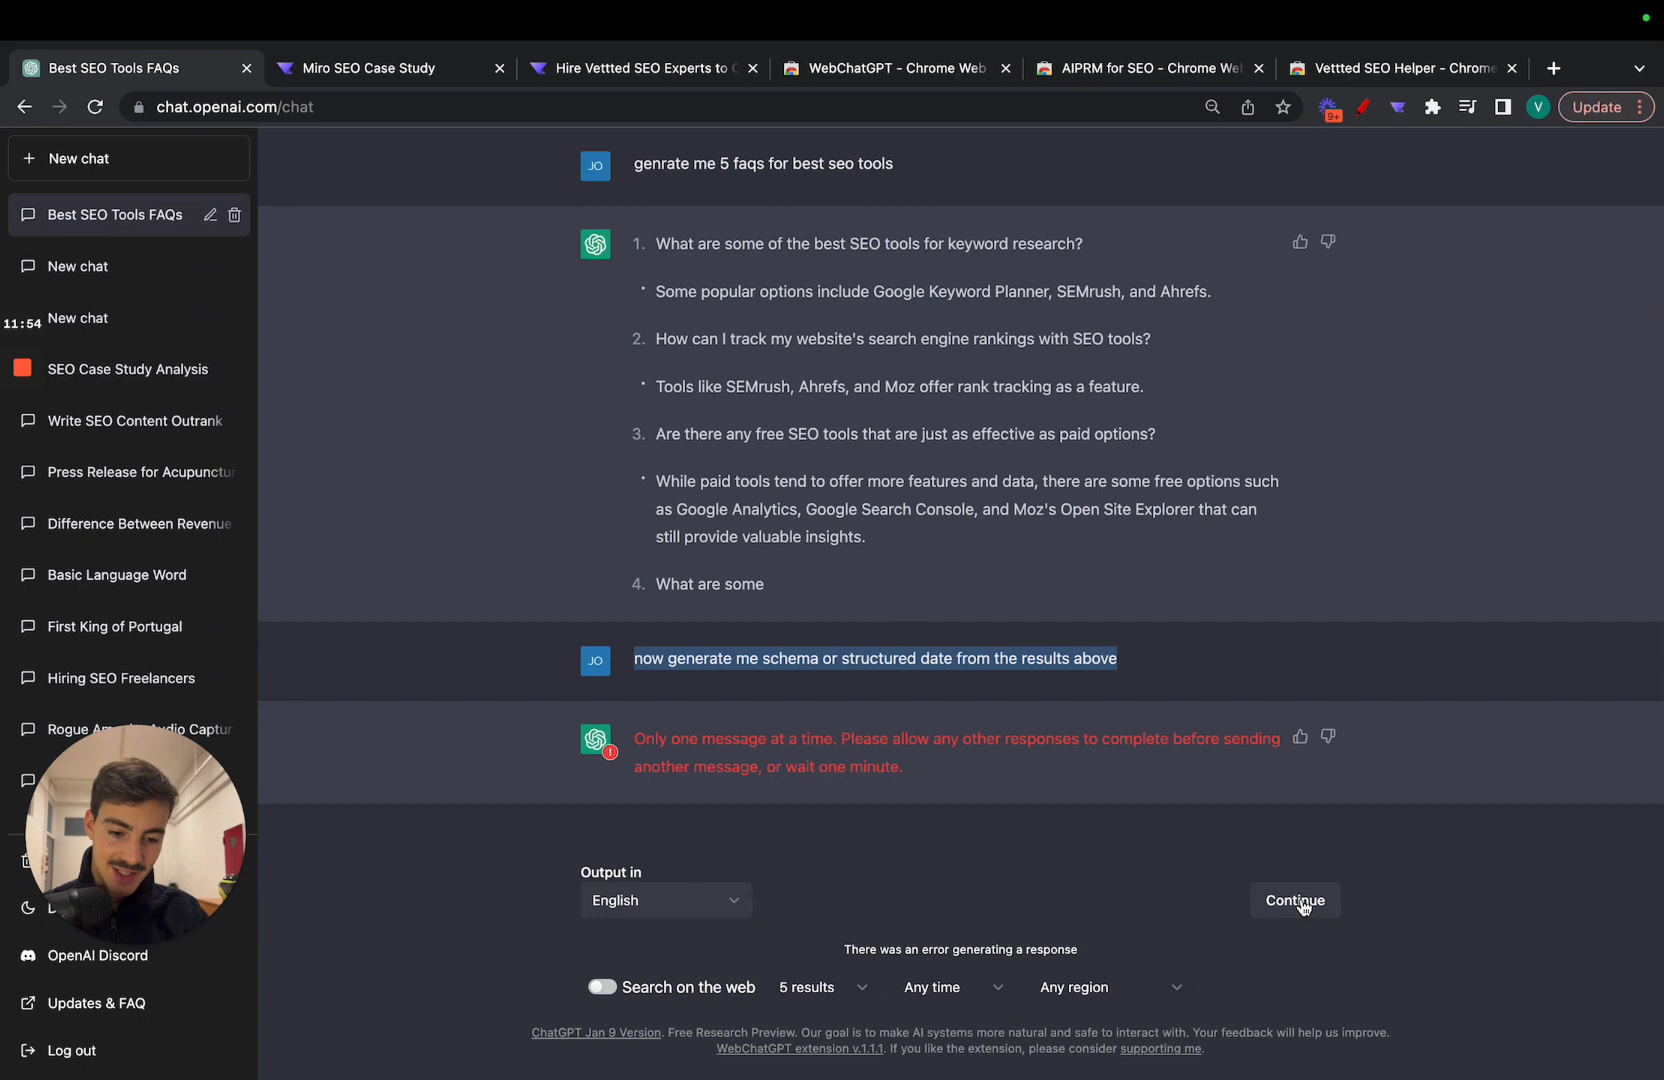 Best SEO Tools FAQs
Miro SEO Case Study
Hire Vettted SEO Experts to
WebChatGPT - Chrome Web
AIPRM for SEO - Chrome We
Vettted SEO Helper - Chrome
chat.openai.com/chat
9+
V
Update
New chat
Best SEO Tools FAQs
New chat
11:54
New chat
SEO Case Study Analysis
Write SEO Content Outrank
Press Release for Acupunctur
Difference Between Revenue
Basic Language Word
First King of Portugal
Hiring SEO Freelancers
OpenAI Discord
Updates & FAQ
Log out
JO
genrate me 5 faqs for best seo tools
1. What are some of the best SEO tools for keyword research?
• Some popular options include Google Keyword Planner, SEMrush, and Ahrefs.
2. How can I track my website's search engine rankings with SEO tools?
• Tools like SEMrush, Ahrefs, and Moz offer rank tracking as a feature.
3. Are there any free SEO tools that are just as effective as paid options?
• While paid tools tend to offer more features and data, there are some free options such
as Google Analytics, Google Search Console, and Moz's Open Site Explorer that can
still provide valuable insights.
4. What are some
JO
now generate me schema or structured date from the results above
Only one message at a time. Please allow any other responses to complete before sending
another message, or wait one minute.
Output in
English
Continue
There was an error generating a response
Search on the web
5 results
Any time
Any region
ChatGPT Jan 9 Version. Free Research Preview. Our goal is to make AI systems more natural and safe to interact with. Your feedback will help us improve.
WebChatGPT extension v.1.1.1. If you like the extension, please consider supporting me.